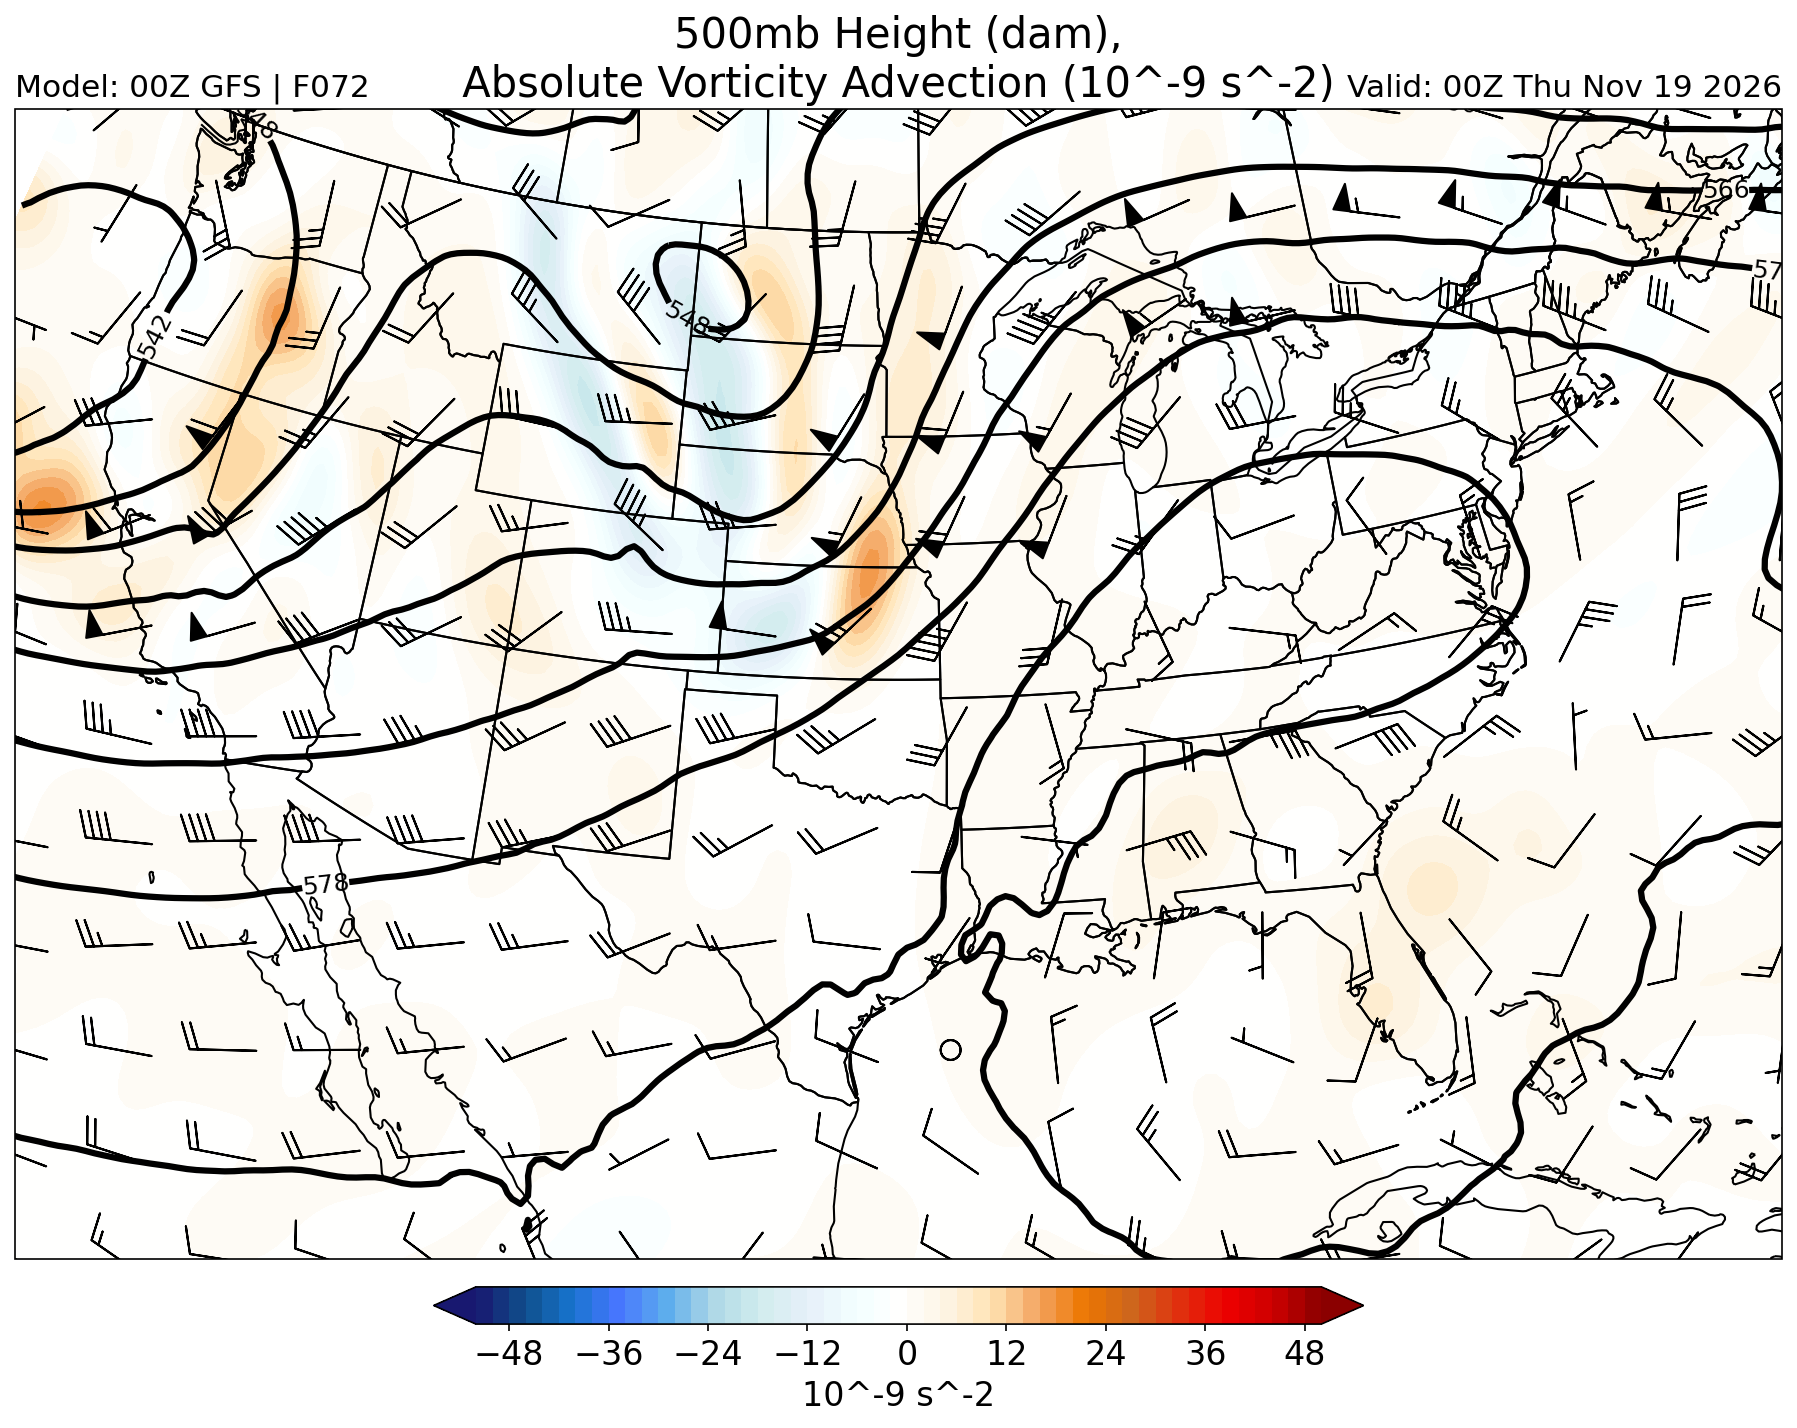 500mb Height (dam),
Model: 00Z GFS | F072
Absolute Vorticity Advection (10^-9 s^-2)
Valid: 00Z Thu Nov 19 2026
566
542
548
578
−48 −36 −24 −12 0 12 24 36 48
10^-9 s^-2